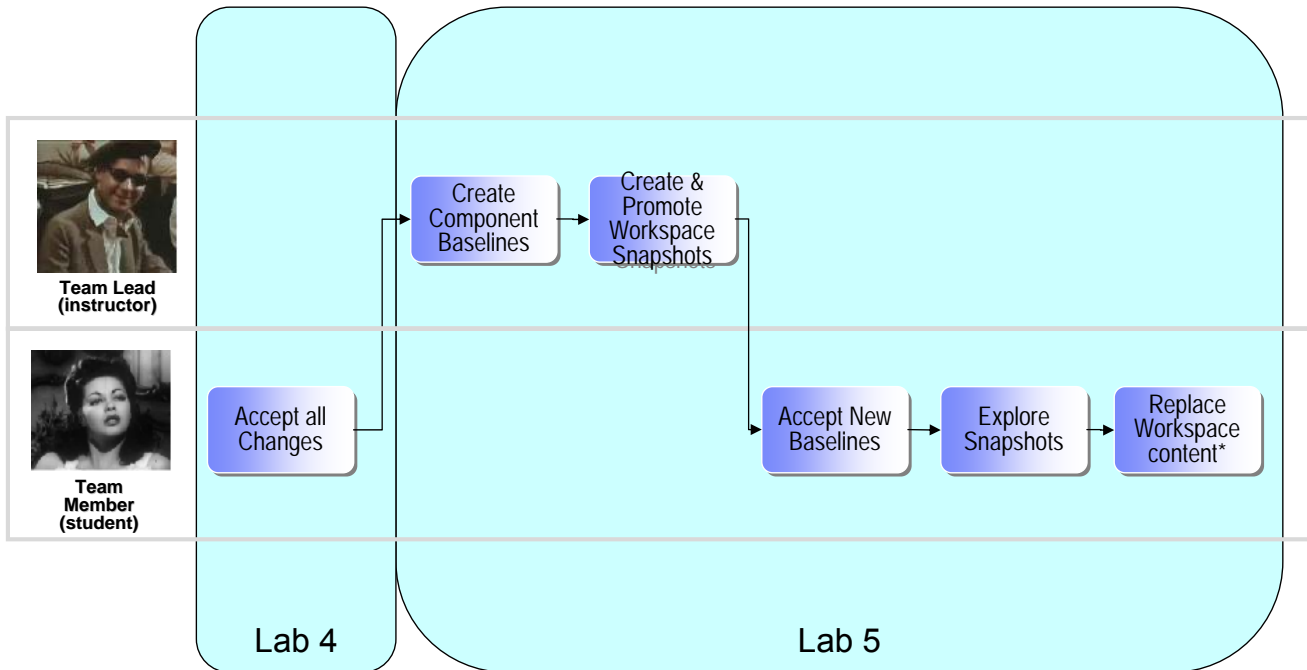 Create
Component
Baselines
Create &
Promote
Workspace
Snapshots
Team Lead
(instructor)
Accept all
Changes
Accept New
Baselines
Explore
Snapshots
Replace
Workspace
content*
Team
Member
(student)
Lab 4
Lab 5